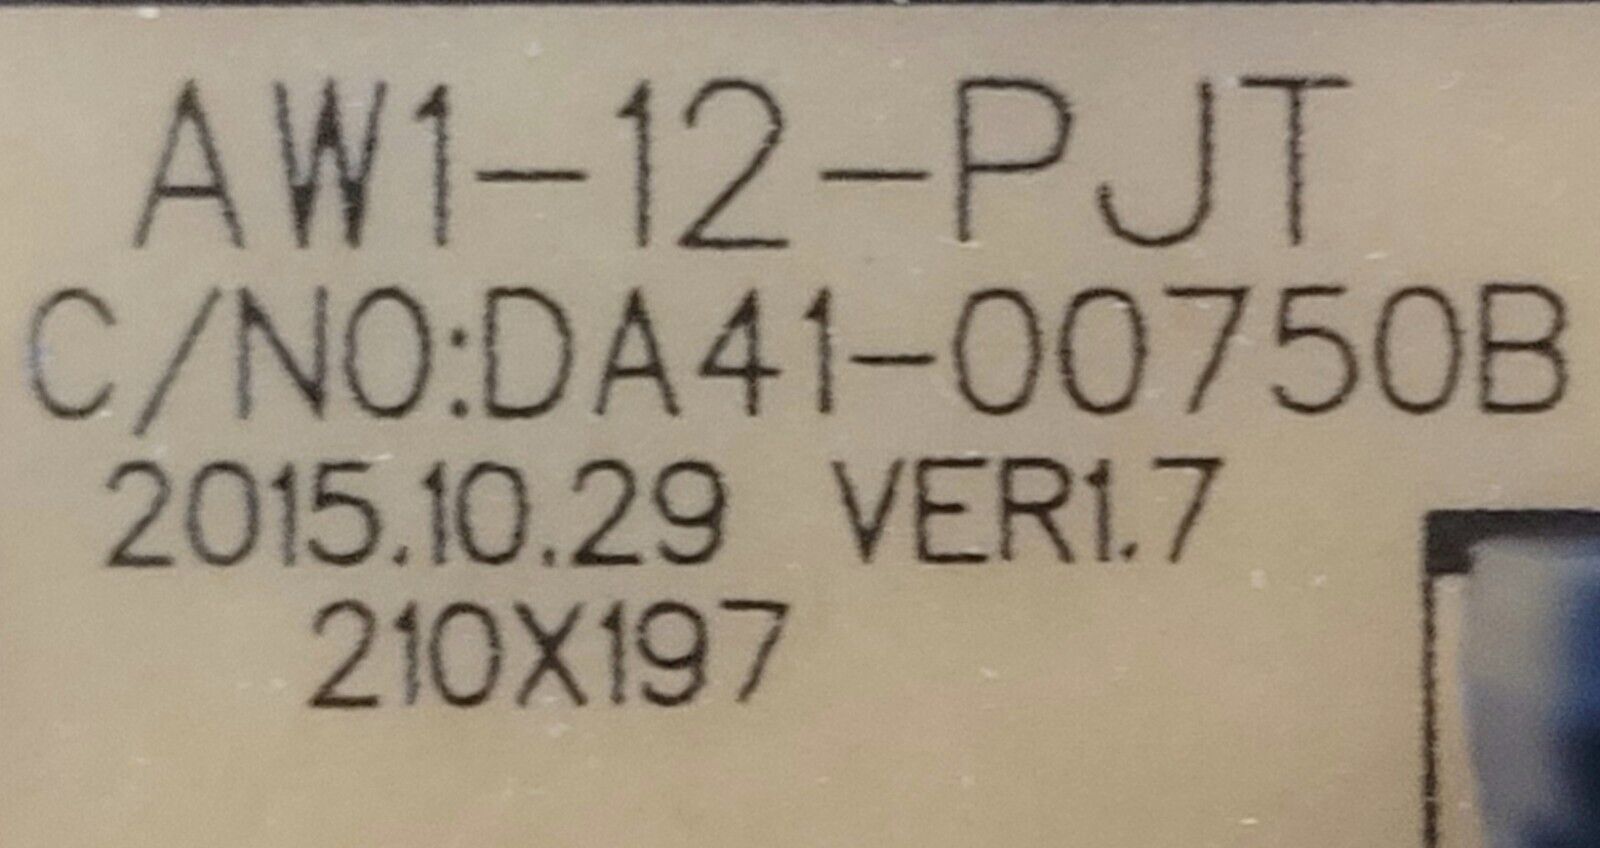 AW1-12-PJT
C/NO:DA41-00750B
2015.10.29 VER1.7
210X197